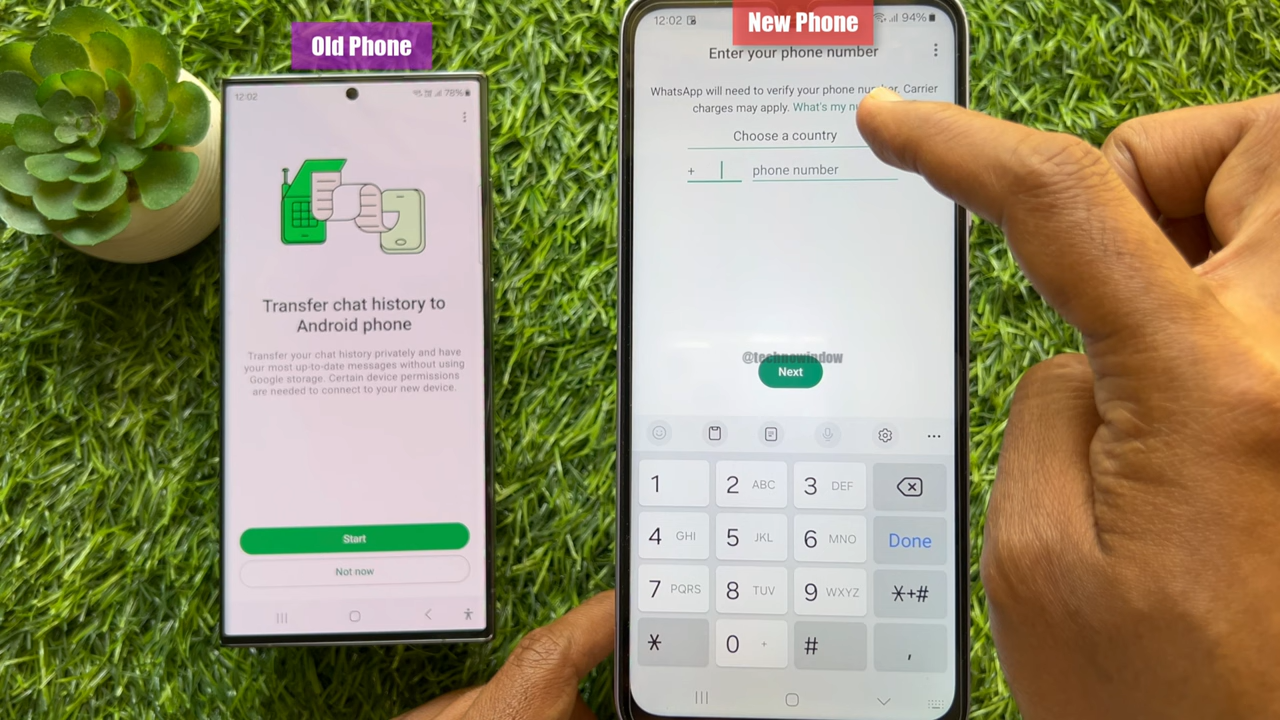 Old Phone
12:02
78%
Transfer chat history to
Android phone
Transfer your chat history privately and have
your most up-to-date messages without using
Google storage. Certain device permissions
are needed to connect to your new device.
Start
Not now
New Phone
12:02
94%
Enter your phone number
WhatsApp will need to verify your phone number. Carrier
charges may apply. What's my
Choose a country
+
phone number
@technowindow
Next
1
2 ABC
3 DEF
4 GHI
5 JKL
6 MNO
Done
7 PQRS
8 TUV
9 WXYZ
*+#
*
0 +
#
,